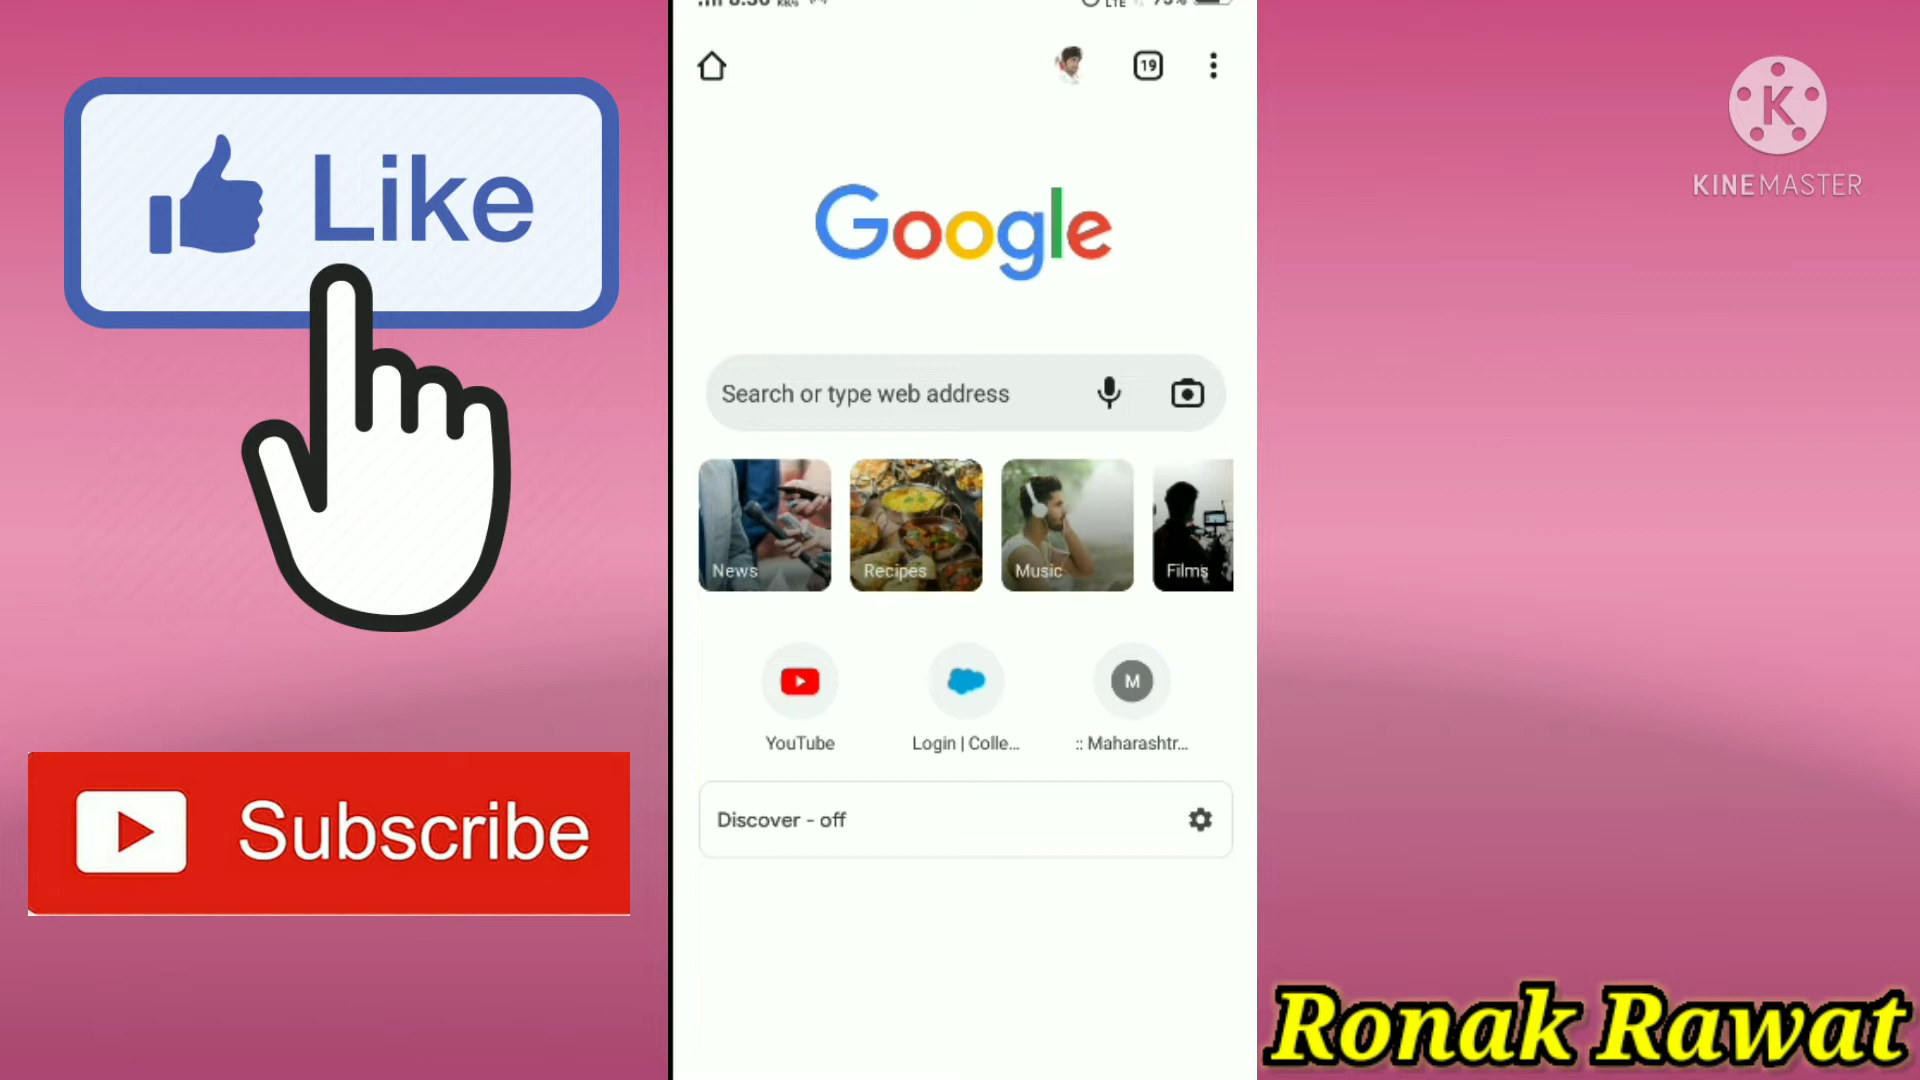 19
K
KINEMASTER
Like
Google
Search or type web address
News
Recipes
Music
Films
M
YouTube
Login | Colle...
:: Maharashtr...
Subscribe
Discover - off
Ronak Rawat